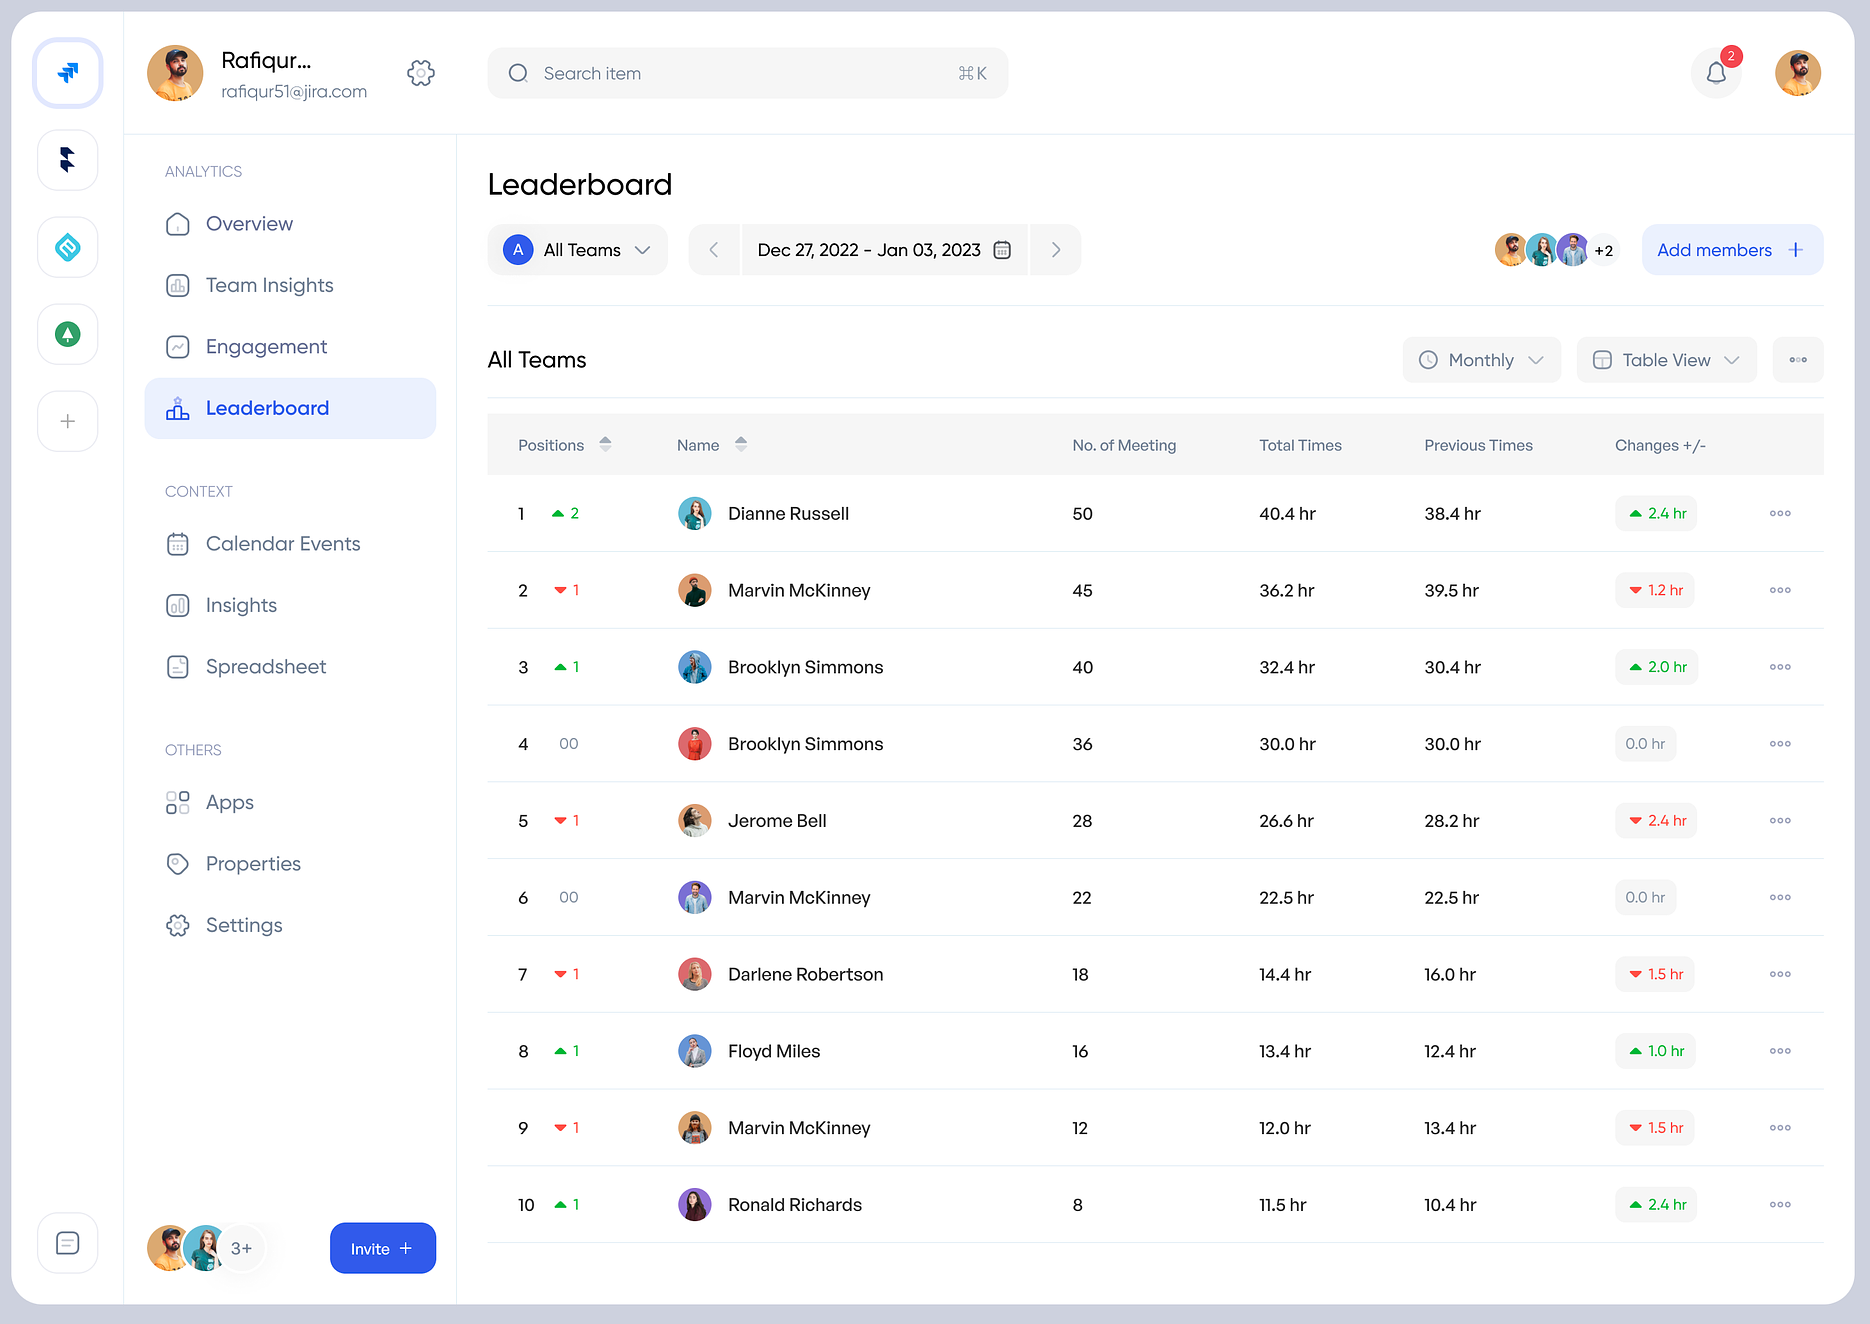 Rafiqur...
rafiqur51@jira.com
Search item ⌘K
2
ANALYTICS
Overview
Team Insights
Engagement
Leaderboard
CONTEXT
Calendar Events
Insights
Spreadsheet
OTHERS
Apps
Properties
Settings
3+
Invite +
Leaderboard
A All Teams
Dec 27, 2022 - Jan 03, 2023
+2
Add members +
All Teams
Monthly
Table View
Positions Name No. of Meeting Total Times Previous Times Changes +/-
1 2 Dianne Russell 50 40.4 hr 38.4 hr 2.4 hr
2 1 Marvin McKinney 45 36.2 hr 39.5 hr 1.2 hr
3 1 Brooklyn Simmons 40 32.4 hr 30.4 hr 2.0 hr
4 00 Brooklyn Simmons 36 30.0 hr 30.0 hr 0.0 hr
5 1 Jerome Bell 28 26.6 hr 28.2 hr 2.4 hr
6 00 Marvin McKinney 22 22.5 hr 22.5 hr 0.0 hr
7 1 Darlene Robertson 18 14.4 hr 16.0 hr 1.5 hr
8 1 Floyd Miles 16 13.4 hr 12.4 hr 1.0 hr
9 1 Marvin McKinney 12 12.0 hr 13.4 hr 1.5 hr
10 1 Ronald Richards 8 11.5 hr 10.4 hr 2.4 hr